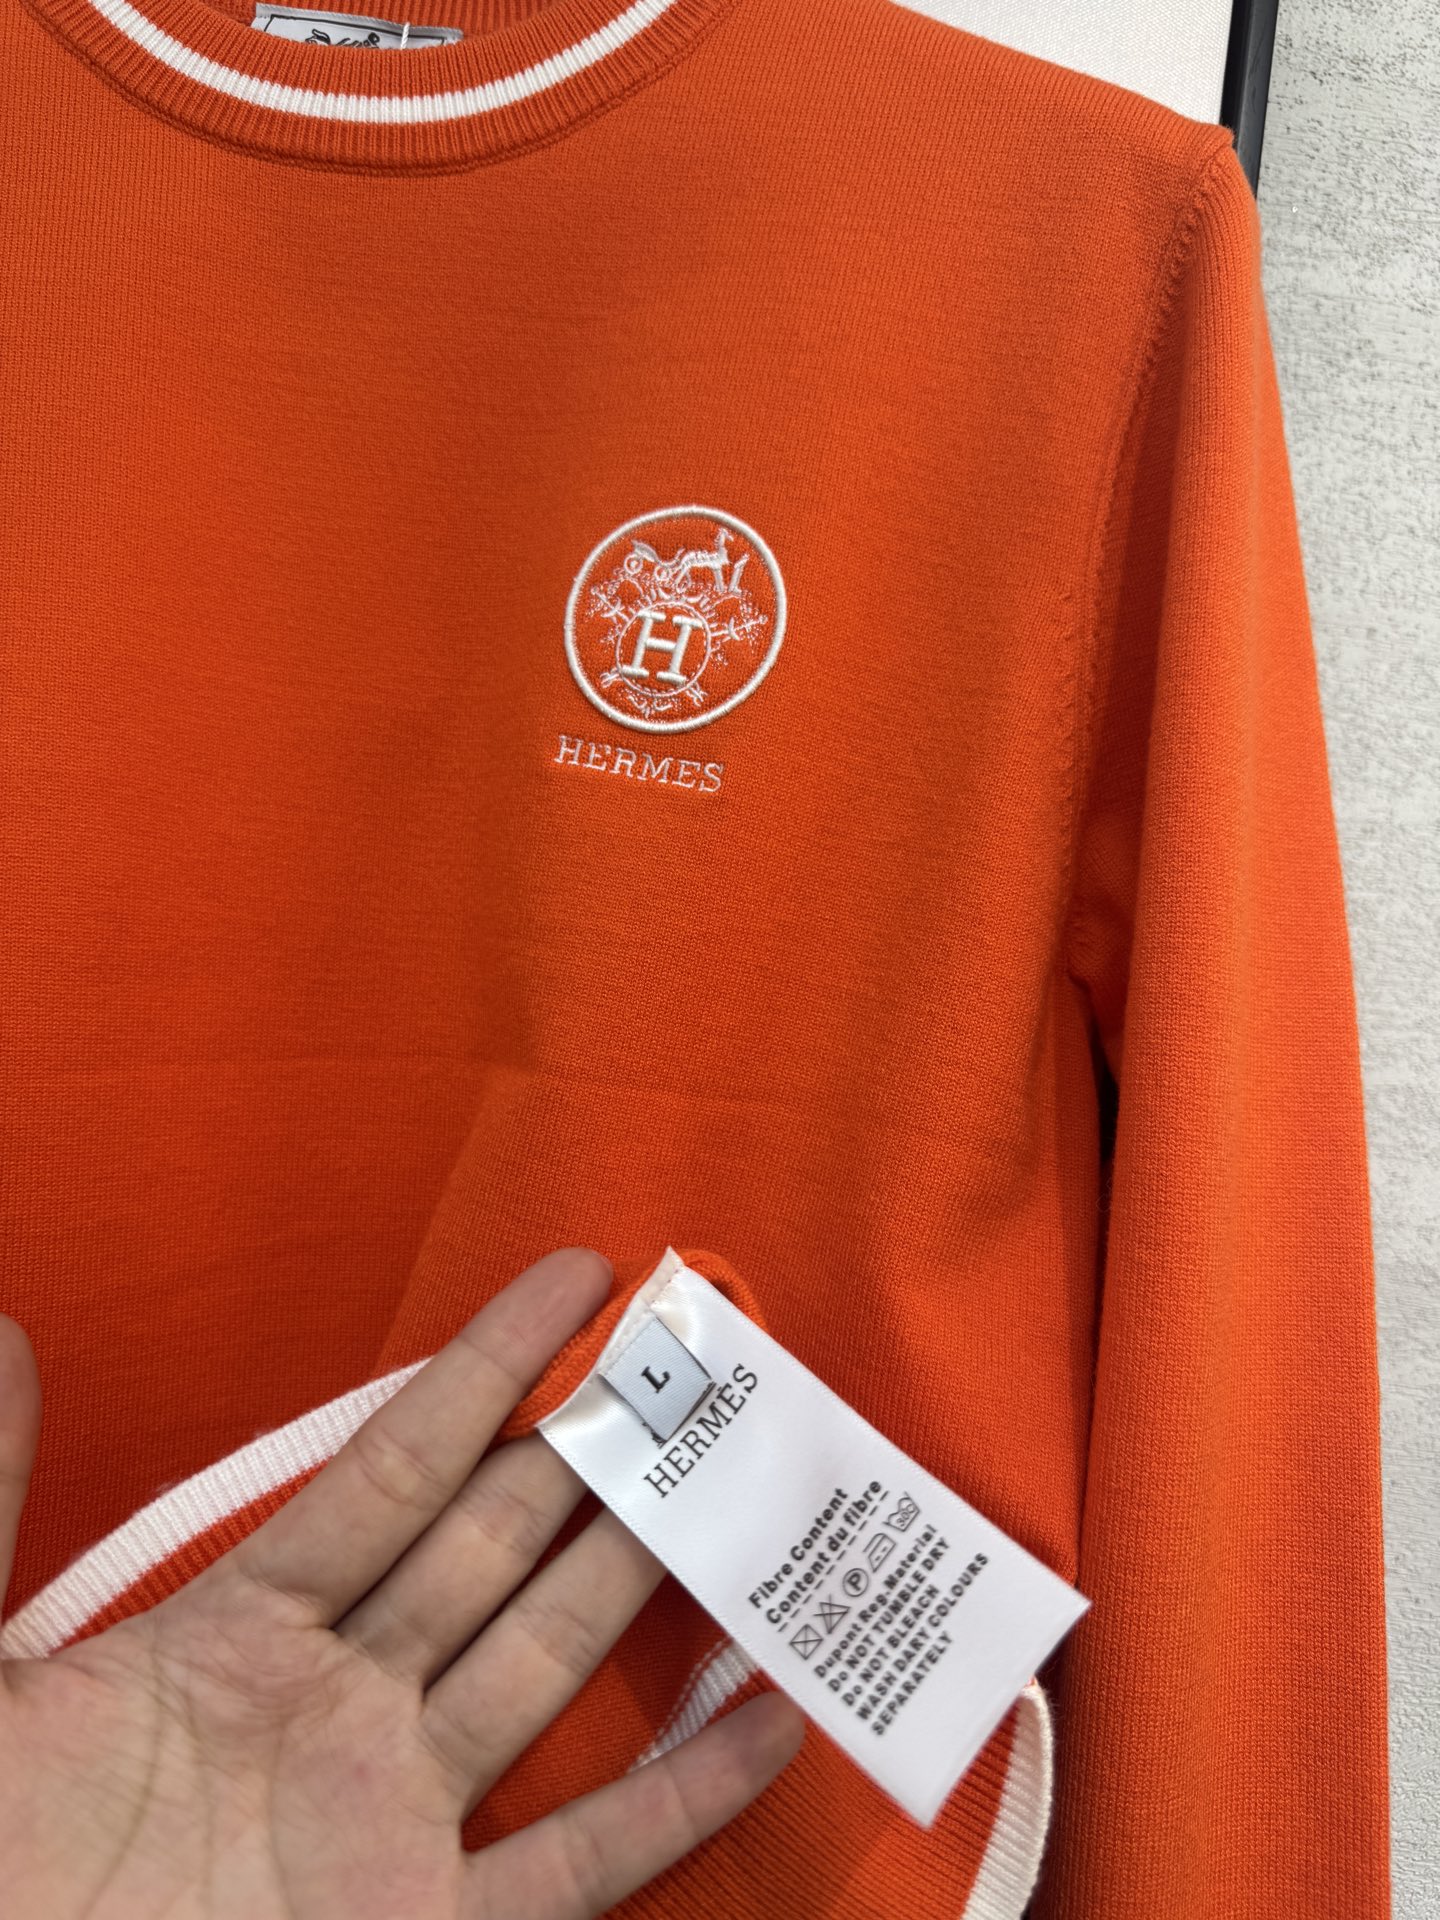 H
HERMES
L
HERMÈS
Fibre Content
Content du fibre
P
Dupont Reg.Material
Do NOT TUMBLE DRY
Do NOT BLEACH
WASH DARY COLOURS
SEPARATELY